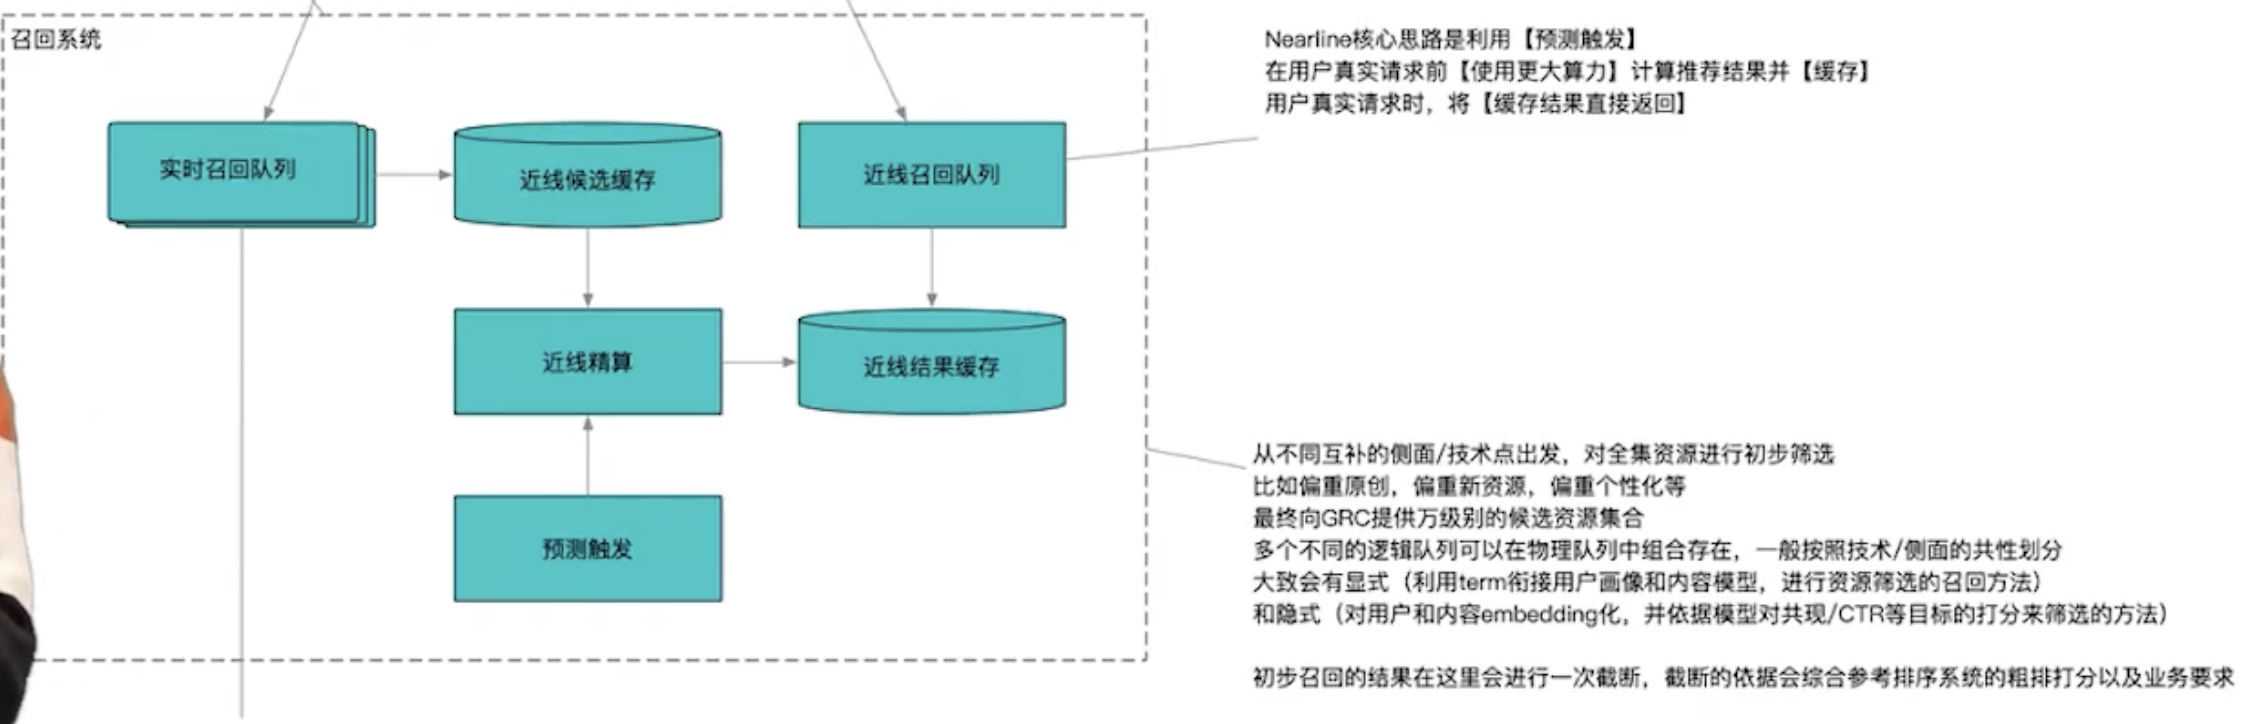 召回系统
实时召回队列
近线候选缓存
近线召回队列
近线精算
近线结果缓存
预测触发
Nearline核心思路是利用【预测触发】
在用户真实请求前【使用更大算力】计算推荐结果并【缓存】
用户真实请求时，将【缓存结果直接返回】
从不同互补的侧面/技术点出发，对全集资源进行初步筛选
比如偏重原创，偏重新资源，偏重个性化等
最终向GRC提供万级别的候选资源集合
多个不同的逻辑队列可以在物理队列中组合存在，一般按照技术/侧面的共性划分
大致会有显式（利用term衔接用户画像和内容模型，进行资源筛选的召回方法）
和隐式（对用户和内容embedding化，并依据模型对共现/CTR等目标的打分来筛选的方法）
初步召回的结果在这里会进行一次截断，截断的依据会综合参考排序系统的粗排打分以及业务要求